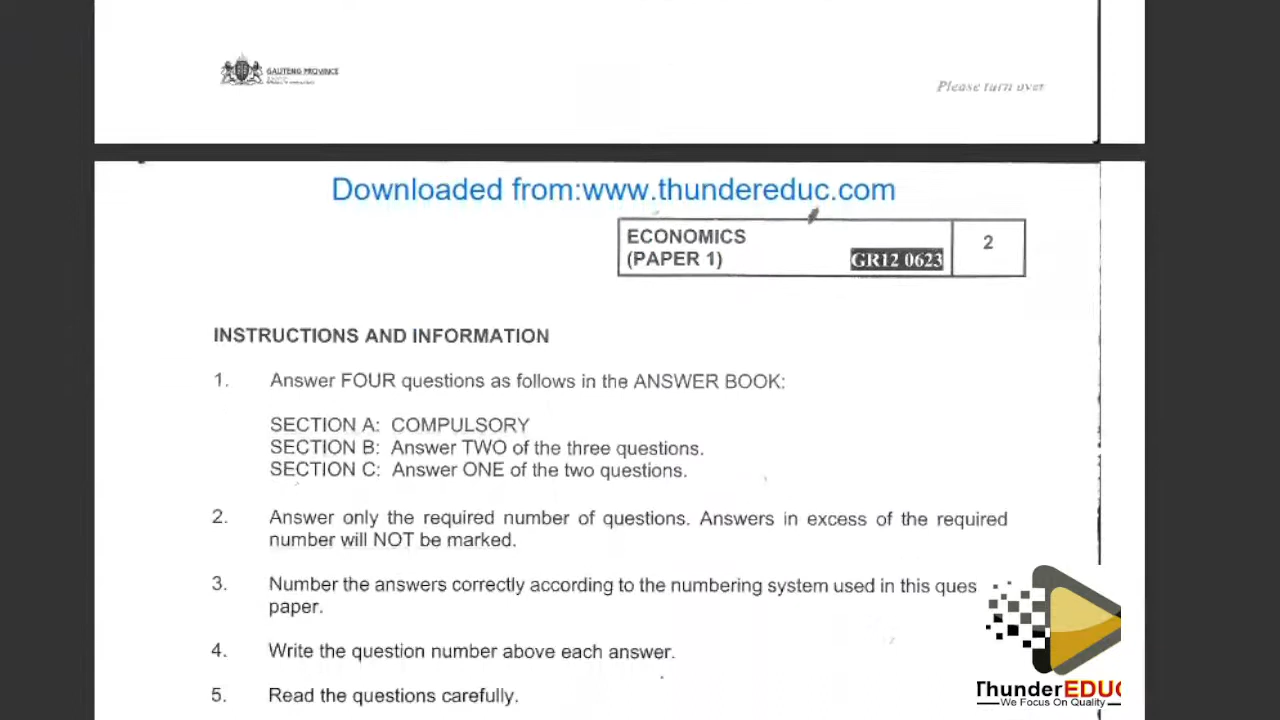 GAUTENG PROVINCE
Please turn over
Downloaded from:www.thundereduc.com
ECONOMICS
(PAPER 1)
GR12 0623
2
INSTRUCTIONS AND INFORMATION
1. Answer FOUR questions as follows in the ANSWER BOOK:
SECTION A: COMPULSORY
SECTION B: Answer TWO of the three questions.
SECTION C: Answer ONE of the two questions.
2. Answer only the required number of questions. Answers in excess of the required
number will NOT be marked.
3. Number the answers correctly according to the numbering system used in this ques
paper.
4. Write the question number above each answer.
5. Read the questions carefully.
ThunderEDUC
We Focus On Quality